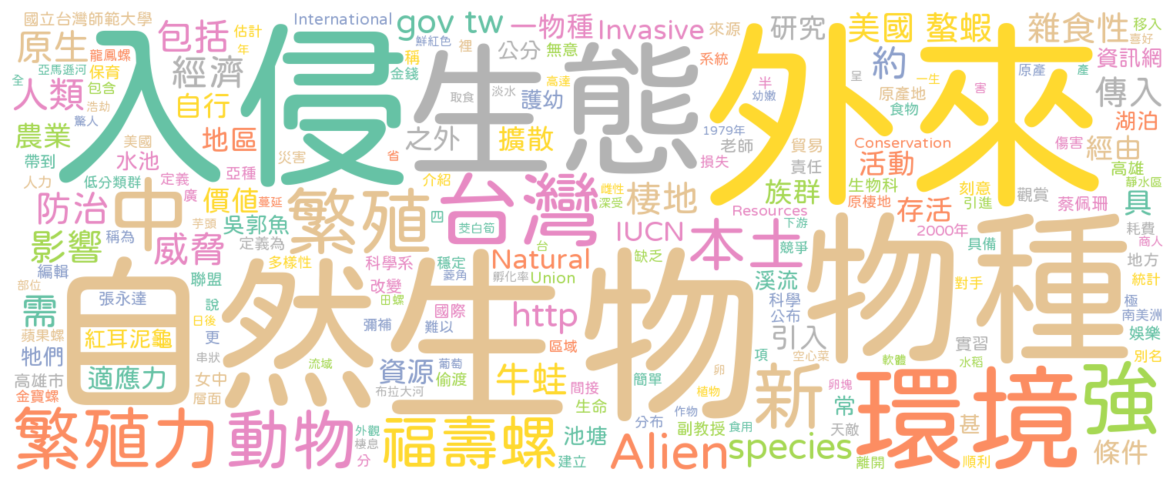 國立台灣師範大學
估計
International
gov tw
一物種
Invasive
研究
美國
螯蝦
雜食性
移入
喜好
原生
包括
年
鮮紅色
裡
公分
無意
來源
入侵
生態
外來
龍鳳螺
稱
系統
約
資訊網
亞馬遜河
保育
經濟
金錢
半
原產
產
全
包含
高速
幼嫩
呈
一生
人類
浩劫
自行
取食
淡水
護幼
原產地
食物
害
傳入
驚人
農業
地區
之外
擴散
1979年
老師
貿易
湖泊
美國
災害
省
損失
責任
Conservation
傷害
經由
帶到
水池
定義
亞種
介紹
族群
活動
高雄
人力
低分類群
價值
廣
蔓延
雌性
深受
棲地
生物科
原棲地
刻意
引進
觀賞
靜水區
防治
中
繁殖
台灣
Resources
存活
蔡佩珊
具
芋頭
四
茭白筍
IUCN
本土
下游
2000年
耗費
商人
影響
稱為
威脅
吳郭魚
定義為
台
缺乏
競爭
具備
地方
編輯
多樣性
科學系
穩定
菱角
Natural
孵化率
Union
溪流
物種
統計
部位
聯盟
改變
田螺
國際
科學
公布
對手
極
南美洲
需
張永達
說
自然
生物
彌補
難以
http
引入
實習
娛樂
日後
更
紅耳泥龜
區域
項
空心菜
別名
蘋果螺
牠們
串狀
流域
資源
葡萄
牛蛙
間接
簡單
卵
新
軟體
水稻
環境
強
高雄市
適應力
女中
布拉大河
偷渡
植物
卵塊
金寶螺
層面
生命
分布
作物
常
甚
繁殖力
動物
外觀
棲息
福壽螺
池塘
副教授
食用
天敵
條件
分
建立
Alien
species
離開
順利